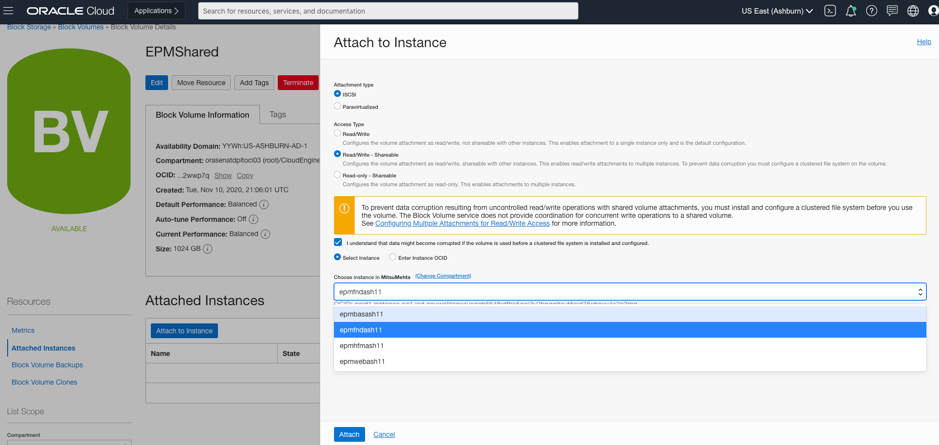 ORACLE Cloud
Applications >
Search for resources, services, and documentation
US East (Ashburn)
Block Storage » Block Volumes » Block Volume Details
EPMShared
Edit
Move Resource
Add Tags
Terminate
BV
AVAILABLE
Block Volume Information
Tags
Availability Domain: YYWh:US-ASHBURN-AD-1
Compartment: orasenatdpitoci03 (root)/CloudEngine
OCID: ...2wwp7q Show Copy
Created: Tue, Nov 10, 2020, 21:06:01 UTC
Default Performance: Balanced
Auto-tune Performance: Off
Current Performance: Balanced
Size: 1024 GB
Resources
Metrics
Attached Instances
Block Volume Backups
Block Volume Clones
List Scope
Compartment
Attached Instances
Attach to Instance
Name
State
Attach to Instance
Help
Attachment type
ISCSI
Paravirtualized
Access Type
Read/Write
Configures the volume attachment as read/write, not shareable with other instances. This enables attachment to a single instance only and is the default configuration.
Read/Write - Shareable
Configures the volume attachment as read/write, shareable with other instances. This enables read/write attachments to multiple instances. To prevent data corruption you must configure a clustered file system on the volume.
Read-only - Shareable
Configures the volume attachment as read-only. This enables attachments to multiple instances.
To prevent data corruption resulting from uncontrolled read/write operations with shared volume attachments, you must install and configure a clustered file system before you use
the volume. The Block Volume service does not provide coordination for concurrent write operations to a shared volume.
See Configuring Multiple Attachments for Read/Write Access for more information.
I understand that data might become corrupted if the volume is used before a clustered file system is installed and configured.
Select Instance
Enter Instance OCID
Choose instance in MitsuMehta (Change Compartment)
epmfndash11
epmbasash11
epmfndash11
epmhfmash11
epmwebash11
Attach
Cancel